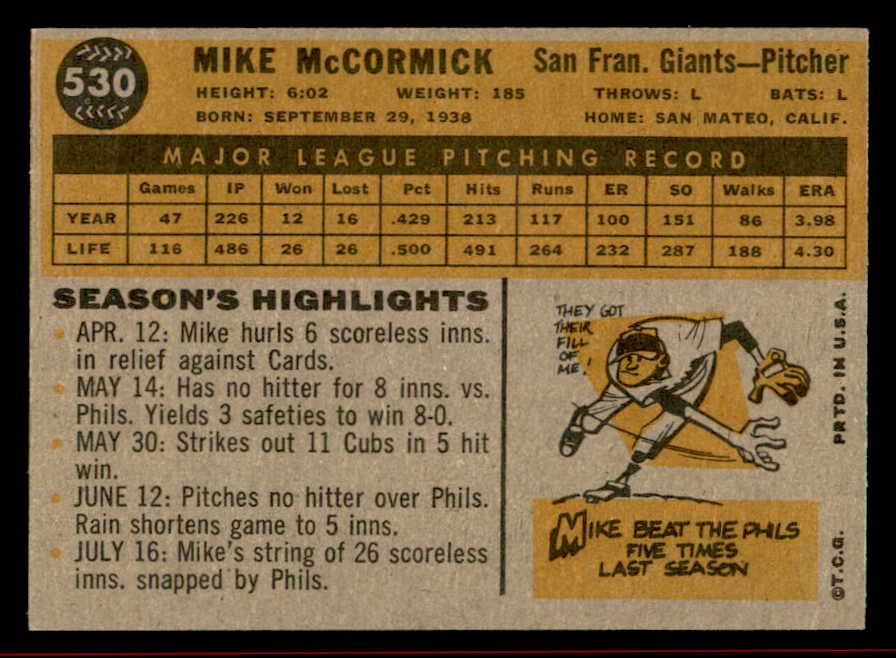 530
MIKE McCORMICK San Fran. Giants—Pitcher
HEIGHT: 6:02 WEIGHT: 185 THROWS: L BATS: L
BORN: SEPTEMBER 29, 1938 HOME: SAN MATEO, CALIF.
MAJOR LEAGUE PITCHING RECORD
Games IP Won Lost Pct Hits Runs ER SO Walks ERA
YEAR 47 226 12 16 .429 213 117 100 151 86 3.98
LIFE 116 486 26 26 .500 491 264 232 287 188 4.30
SEASON'S HIGHLIGHTS
APR. 12: Mike hurls 6 scoreless inns.
in relief against Cards.
MAY 14: Has no hitter for 8 inns. vs.
Phils. Yields 3 safeties to win 8-0.
MAY 30: Strikes out 11 Cubs in 5 hit
win.
JUNE 12: Pitches no hitter over Phils.
Rain shortens game to 5 inns.
JULY 16: Mike's string of 26 scoreless
inns. snapped by Phils.
THEY GOT
THEIR
FILL
OF
ME!
MIKE BEAT THE PHILS
FIVE TIMES
LAST SEASON
©T.C.G. PRTD. IN U.S.A.